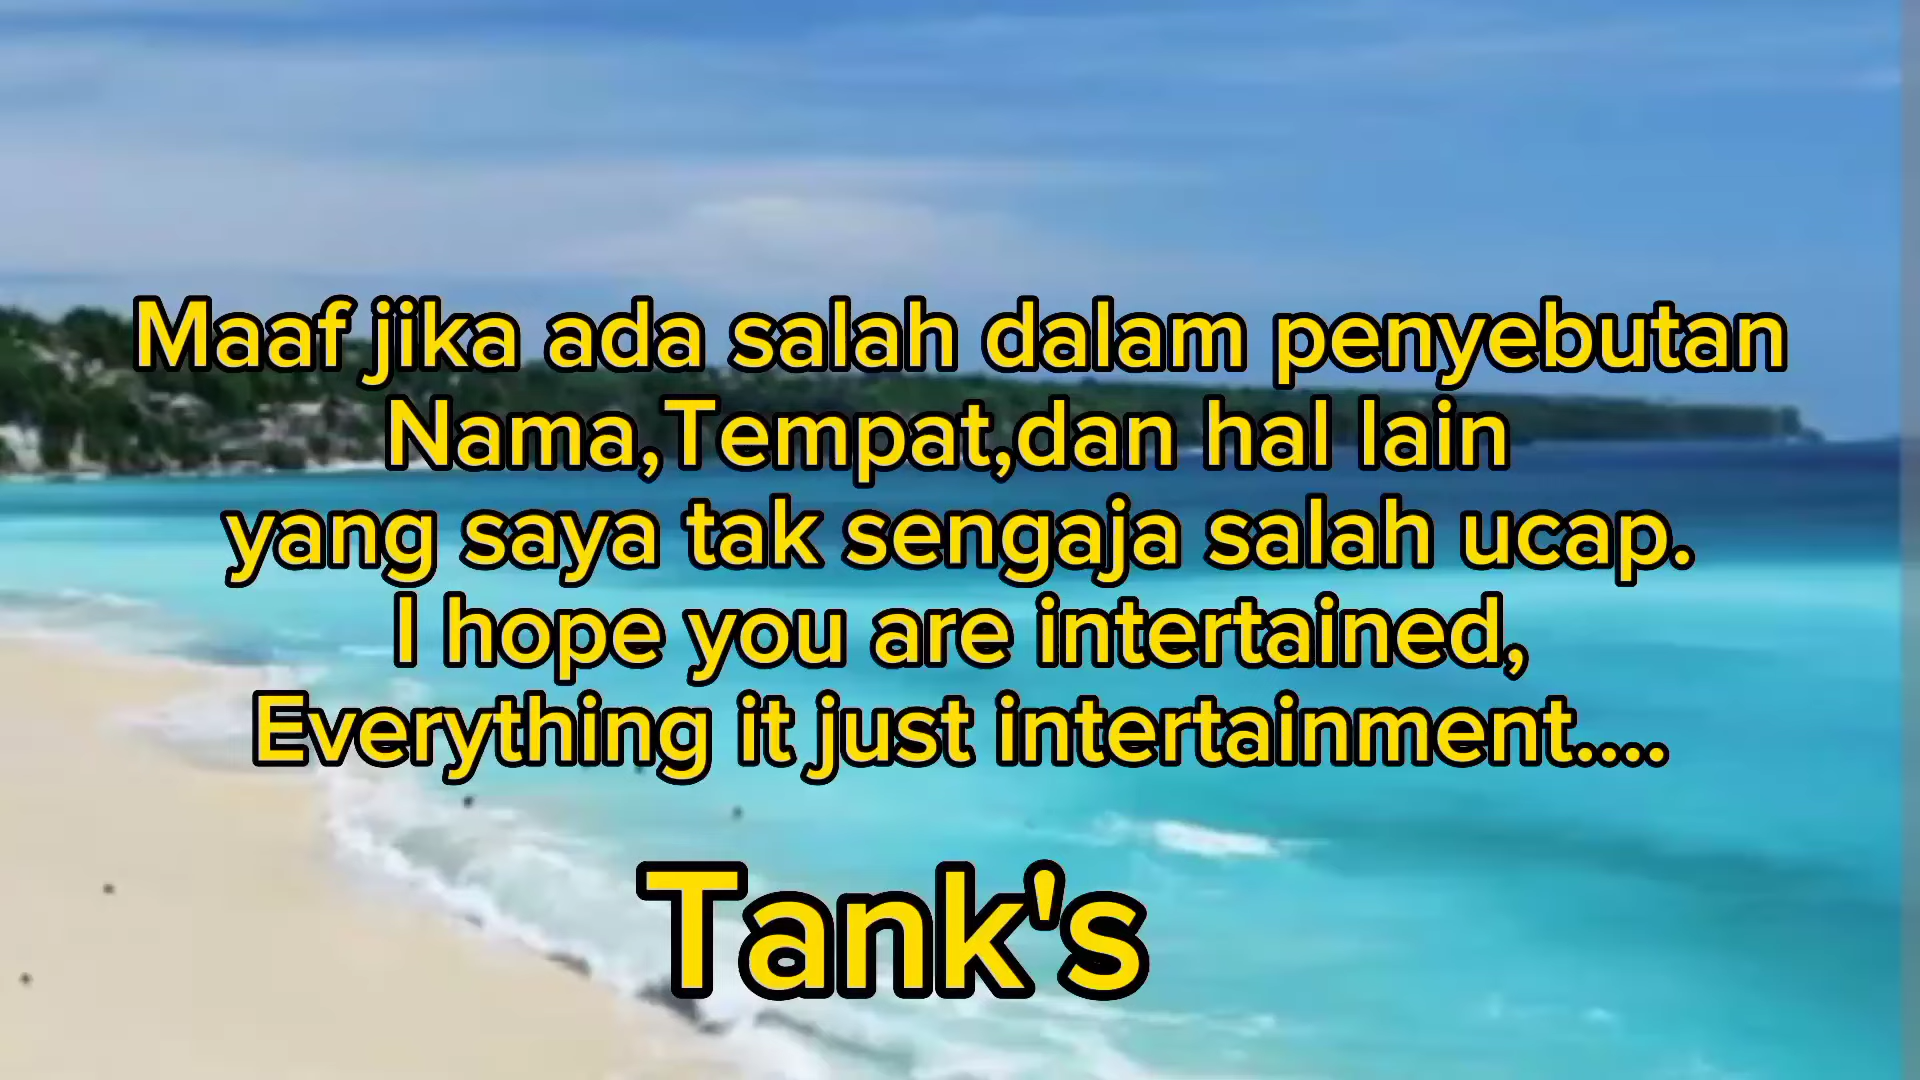 Maaf jika ada salah dalam penyebutan
Nama,Tempat,dan hal lain
yang saya tak sengaja salah ucap.
I hope you are intertained,
Everything it just intertainment....
Tank's